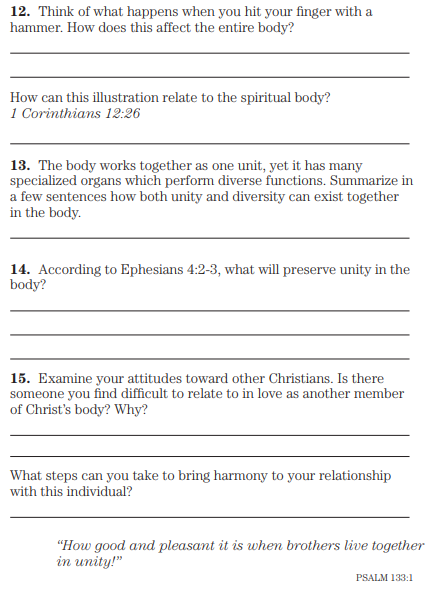 12. Think of what happens when you hit your finger with a
hammer. How does this affect the entire body?
How can this illustration relate to the spiritual body?
1 Corinthians 12:26
13. The body works together as one unit, yet it has many
specialized organs which perform diverse functions. Summarize in
a few sentences how both unity and diversity can exist together
in the body.
14. According to Ephesians 4:2-3, what will preserve unity in the
body?
15. Examine your attitudes toward other Christians. Is there
someone you find difficult to relate to in love as another member
of Christ's body? Why?
What steps can you take to bring harmony to your relationship
with this individual?
"How good and pleasant it is when brothers live together
in unity!"
PSALM 133:1